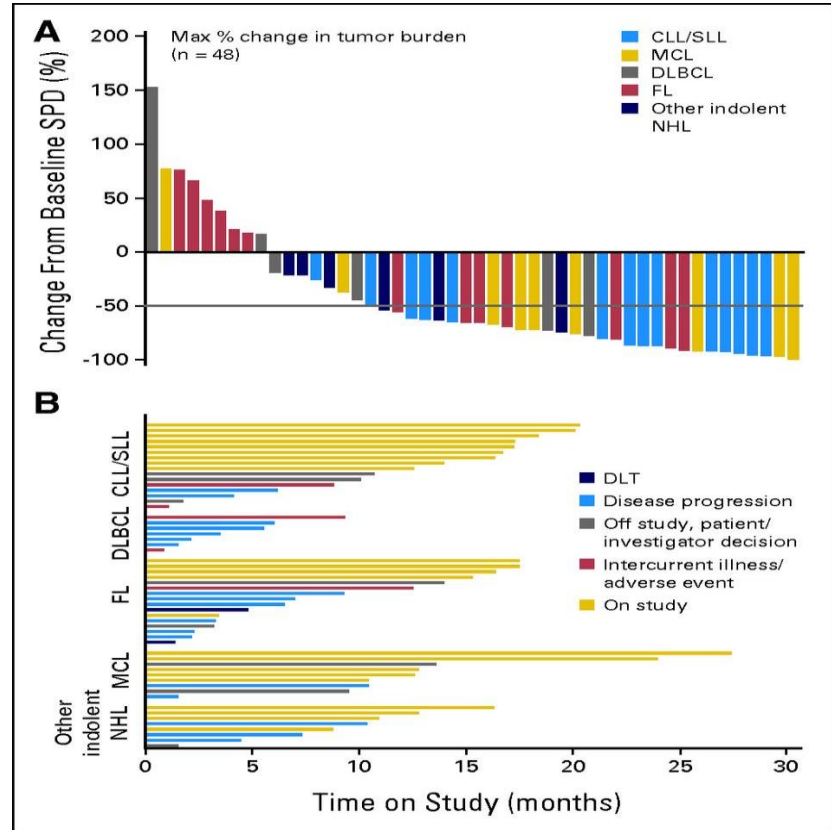 A
Max % change in tumor burden
(n = 48)
Change From Baseline SPD (%)
200
150
100
50
0
-50
-100
CLL/SLL
MCL
DLBCL
FL
Other indolent
NHL
B
CLL/SLL
DLBCL
FL
MCL
Other
indolent
NHL
DLT
Disease progression
Off study, patient/
investigator decision
Intercurrent illness/
adverse event
On study
0 5 10 15 20 25 30
Time on Study (months)